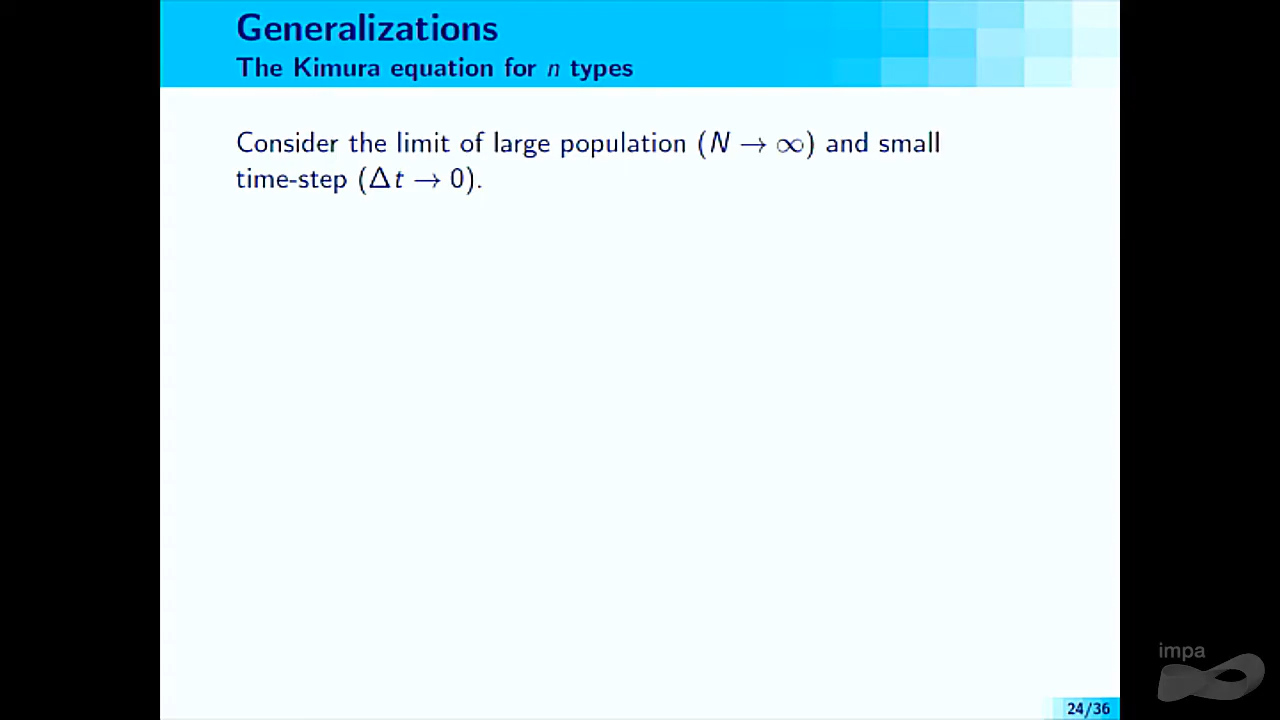 Generalizations
The Kimura equation for n types
Consider the limit of large population (N → ∞) and small
time-step (Δt → 0).
impa
24/36